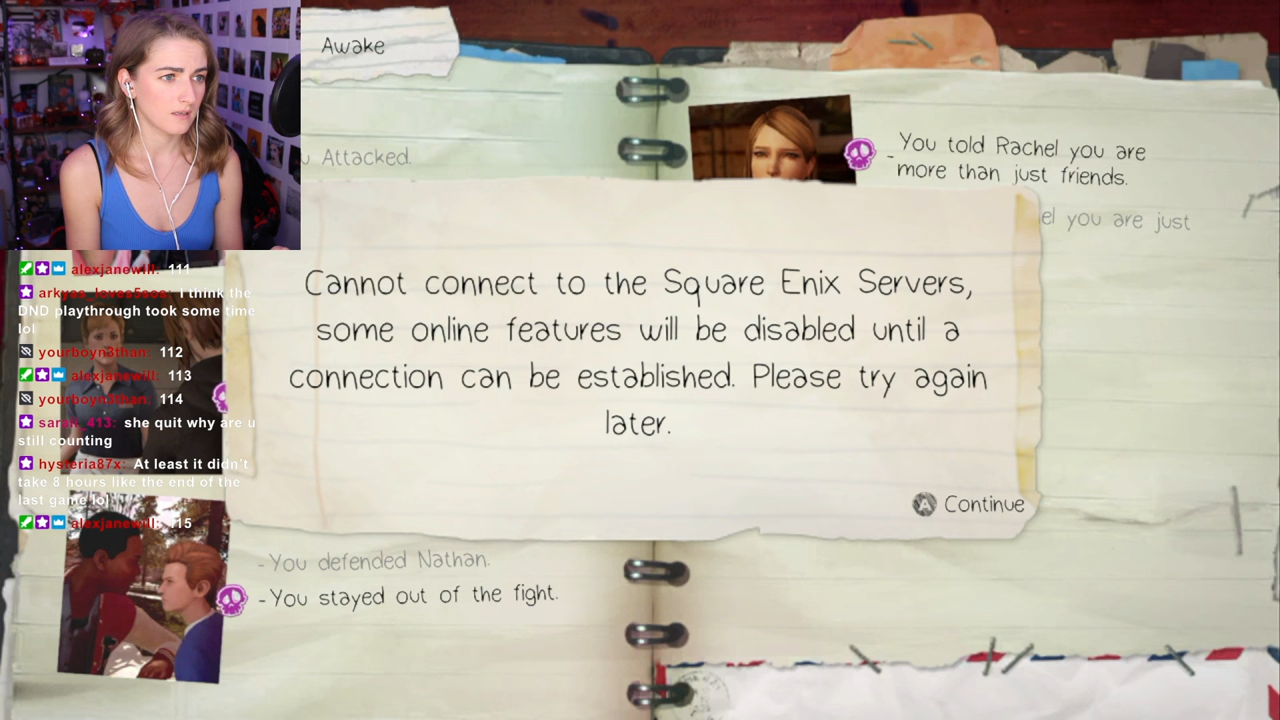 Awake
Attacked.
You told Rachel you are
- more than just friends.
el you are just
Cannot connect to the Square Enix Servers,
some online features will be disabled until a
connection can be established. Please try again
later.
A Continue
alexjanewill: 111
arkyss_loves5sos: I think the
DND playthrough took some time
lol
yourboyn3than: 112
alexjanewill: 113
yourboyn3than: 114
sarah_413: she quit why are u
still counting
hysteria87x: At least it didn't
take 8 hours like the end of the
last game lol
alexjanewill: 115
-You defended Nathan.
-You stayed out of the fight.